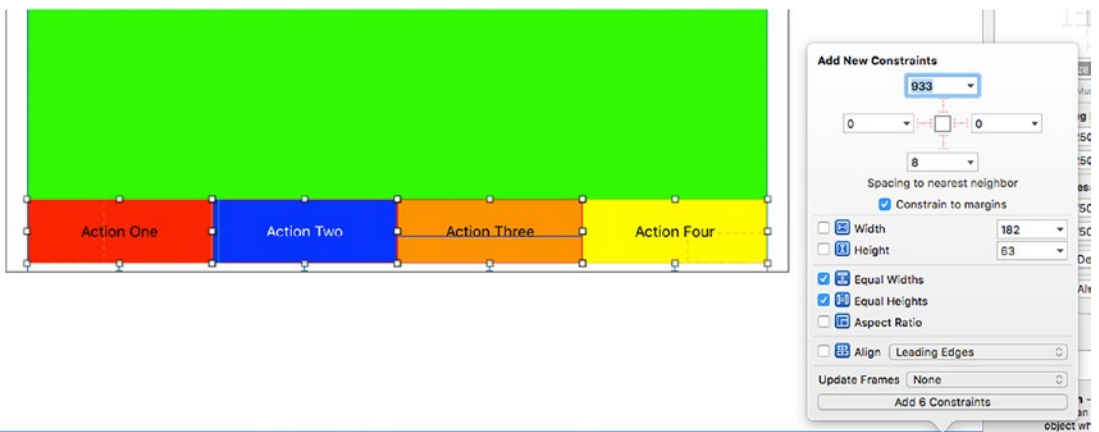 Add New Constraints
933
0 0
8
Spacing to nearest neighbor
Constrain to margins
Width 182
Height 63
Equal Widths
Equal Heights
Aspect Ratio
Align Leading Edges
Update Frames None
Add 6 Constraints
Action One Action Two Action Three Action Four
object wh